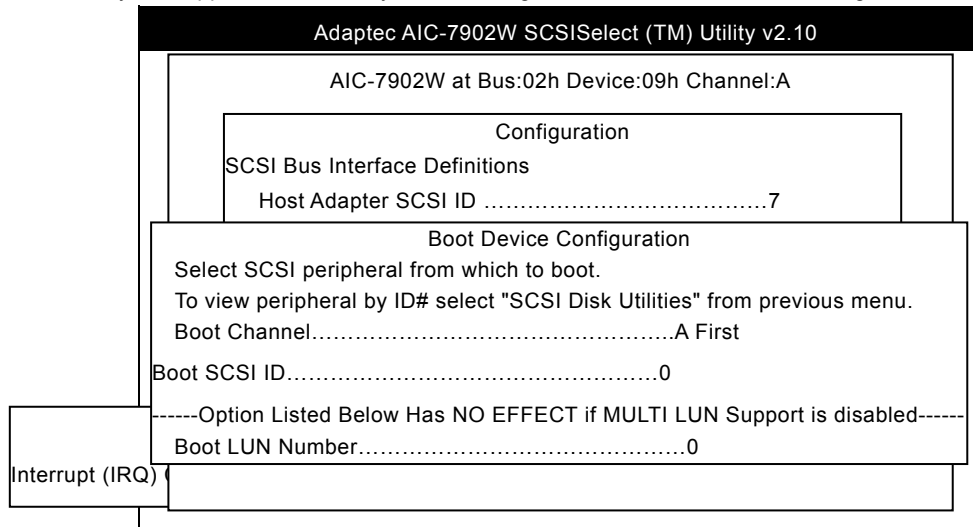 Adaptec AIC-7902W SCSISelect (TM) Utility v2.10
AIC-7902W at Bus:02h Device:09h Channel:A
Configuration
SCSI Bus Interface Definitions
Host Adapter SCSI ID …………………………………7
Boot Device Configuration
Select SCSI peripheral from which to boot.
To view peripheral by ID# select "SCSI Disk Utilities" from previous menu.
Boot Channel…………………………………………..A First
Boot SCSI ID……………………………………………0
------Option Listed Below Has NO EFFECT if MULTI LUN Support is disabled------
Boot LUN Number………………………………………0
Interrupt (IRQ)